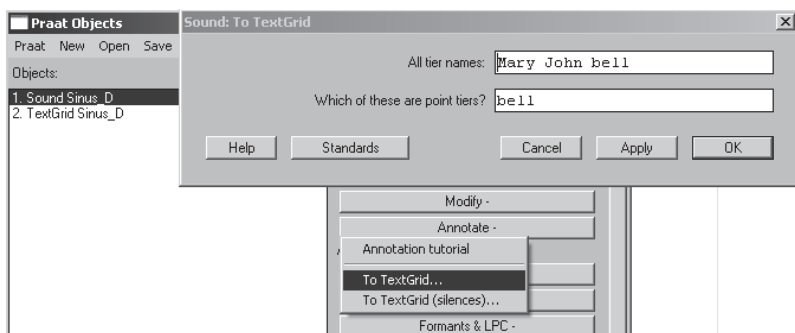 Praat Objects
Praat New Open Save
Objects:
1. Sound Sinus_D
2. TextGrid Sinus_D
Sound: To TextGrid
All tier names: Mary John bell
Which of these are point tiers? bell
Help Standards Cancel Apply OK
Modify -
Annotate -
Annotation tutorial
To TextGrid...
To TextGrid (silences)...
Formants & LPC -